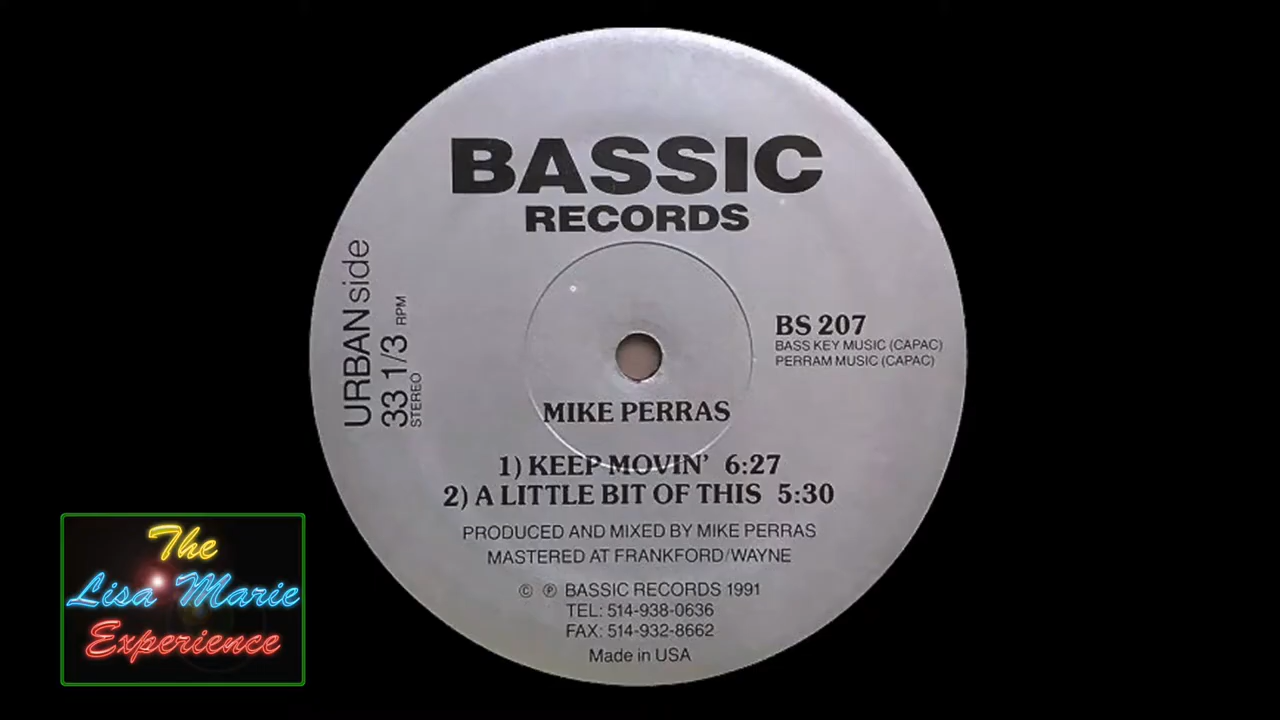 BASSIC
RECORDS
URBAN side
33 1/3 RPM
STEREO
BS 207
BASS KEY MUSIC (CAPAC)
PERRAM MUSIC (CAPAC)
MIKE PERRAS
1) KEEP MOVIN' 6:27
2) A LITTLE BIT OF THIS 5:30
PRODUCED AND MIXED BY MIKE PERRAS
MASTERED AT FRANKFORD/WAYNE
© ℗ BASSIC RECORDS 1991
TEL: 514-938-0636
FAX: 514-932-8662
Made in USA
The
Lisa Marie
Experience